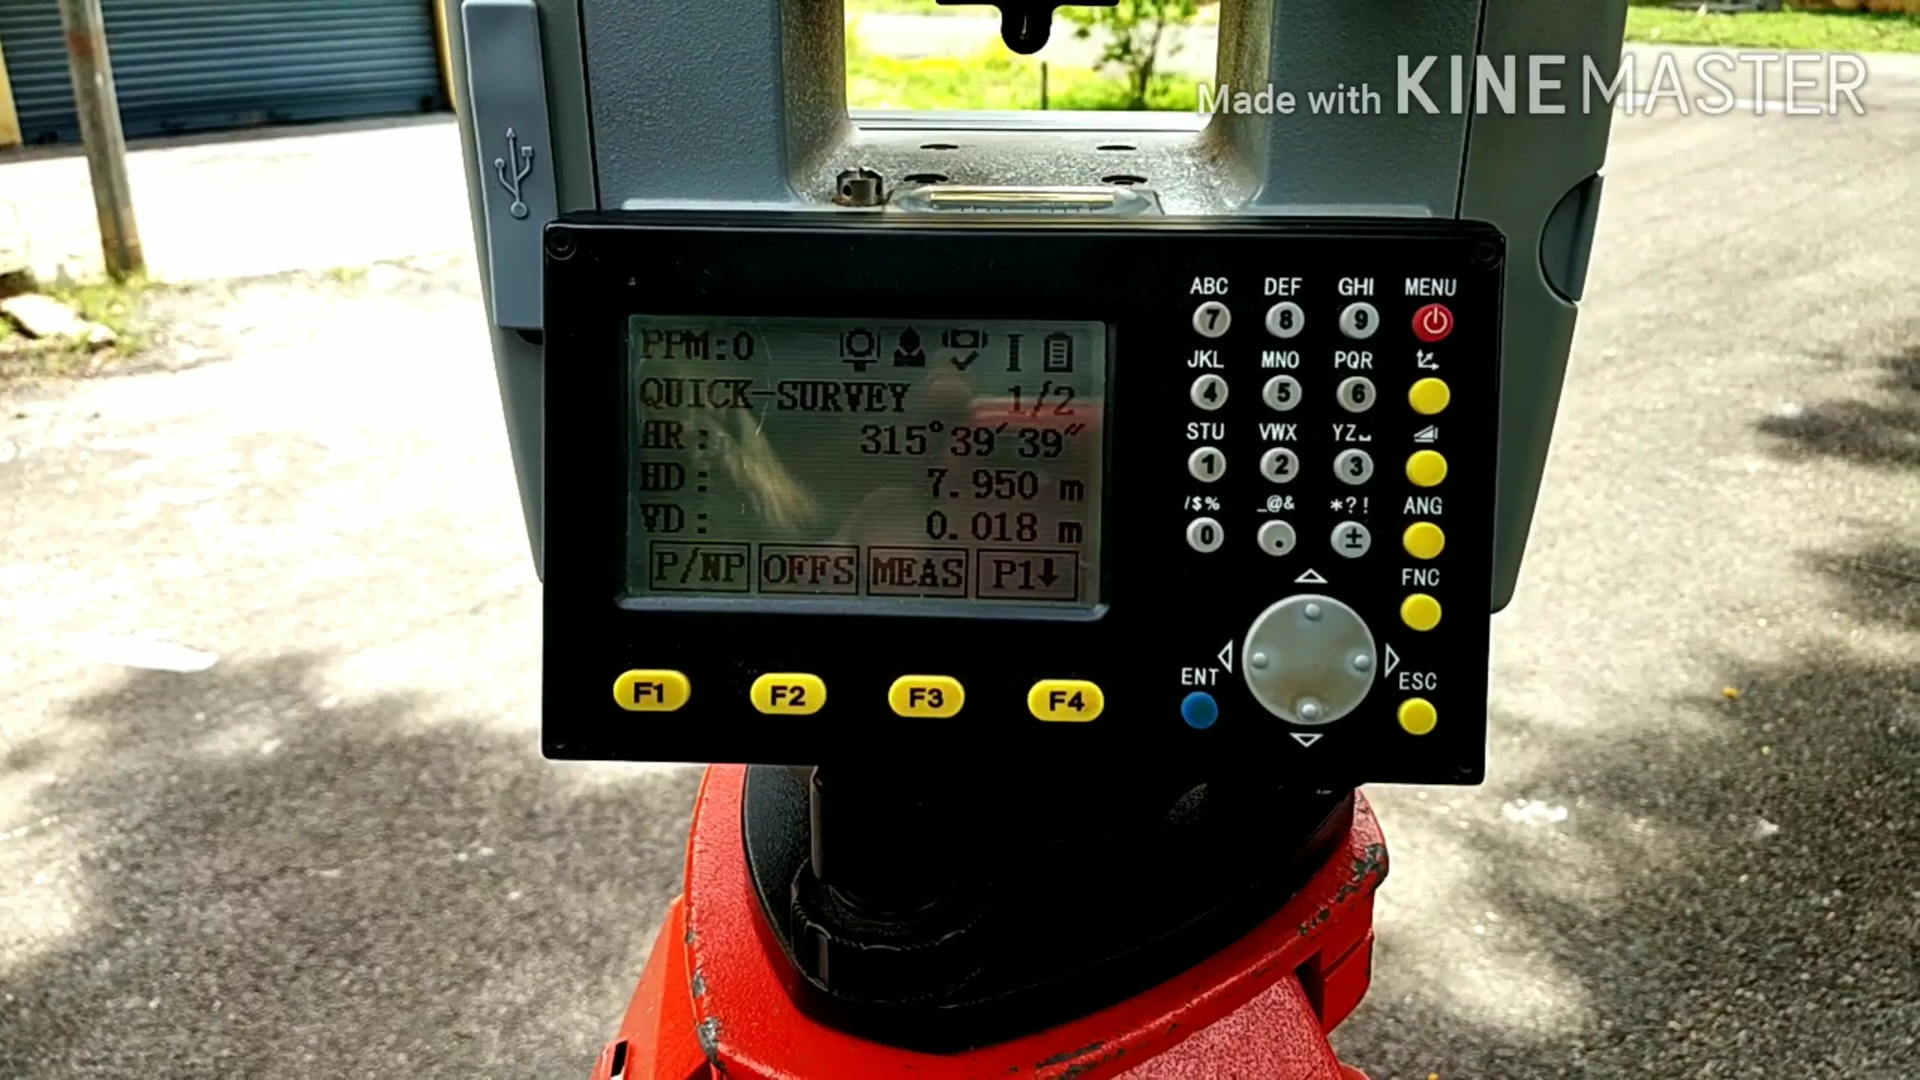 Made with KINEMASTER
PPM:0
QUICK-SURVEY 1/2
HR: 315°39′39″
HD: 7.950 m
VD: 0.018 m
P/NP OFFS MEAS P1↓
F1 F2 F3 F4
ABC DEF GHI MENU
7 8 9
JKL MNO PQR
4 5 6
STU VWX YZ␣
1 2 3
/$% _@& *?! ANG
0 . ±
FNC
ENT ESC